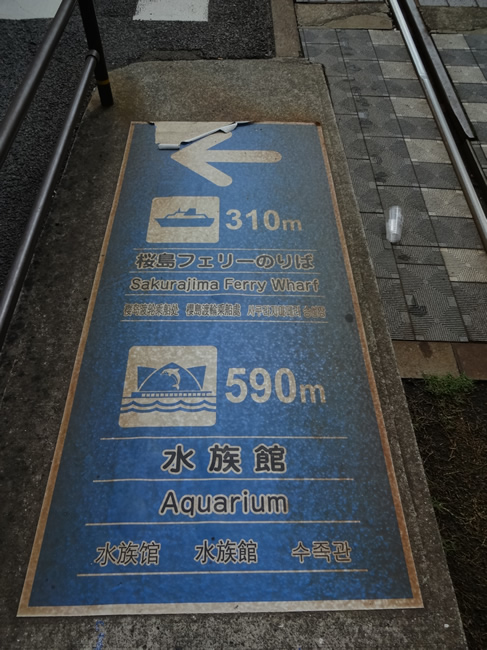 310m
桜島フェリーのりば
Sakurajima Ferry Wharf
590m
水族館
Aquarium
水族馆 水族館 수족관